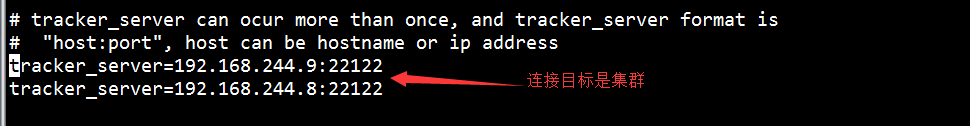 # tracker_server can ocur more than once, and tracker_server format is
#  "host:port", host can be hostname or ip address
tracker_server=192.168.244.9:22122
连接目标是集群
tracker_server=192.168.244.8:22122